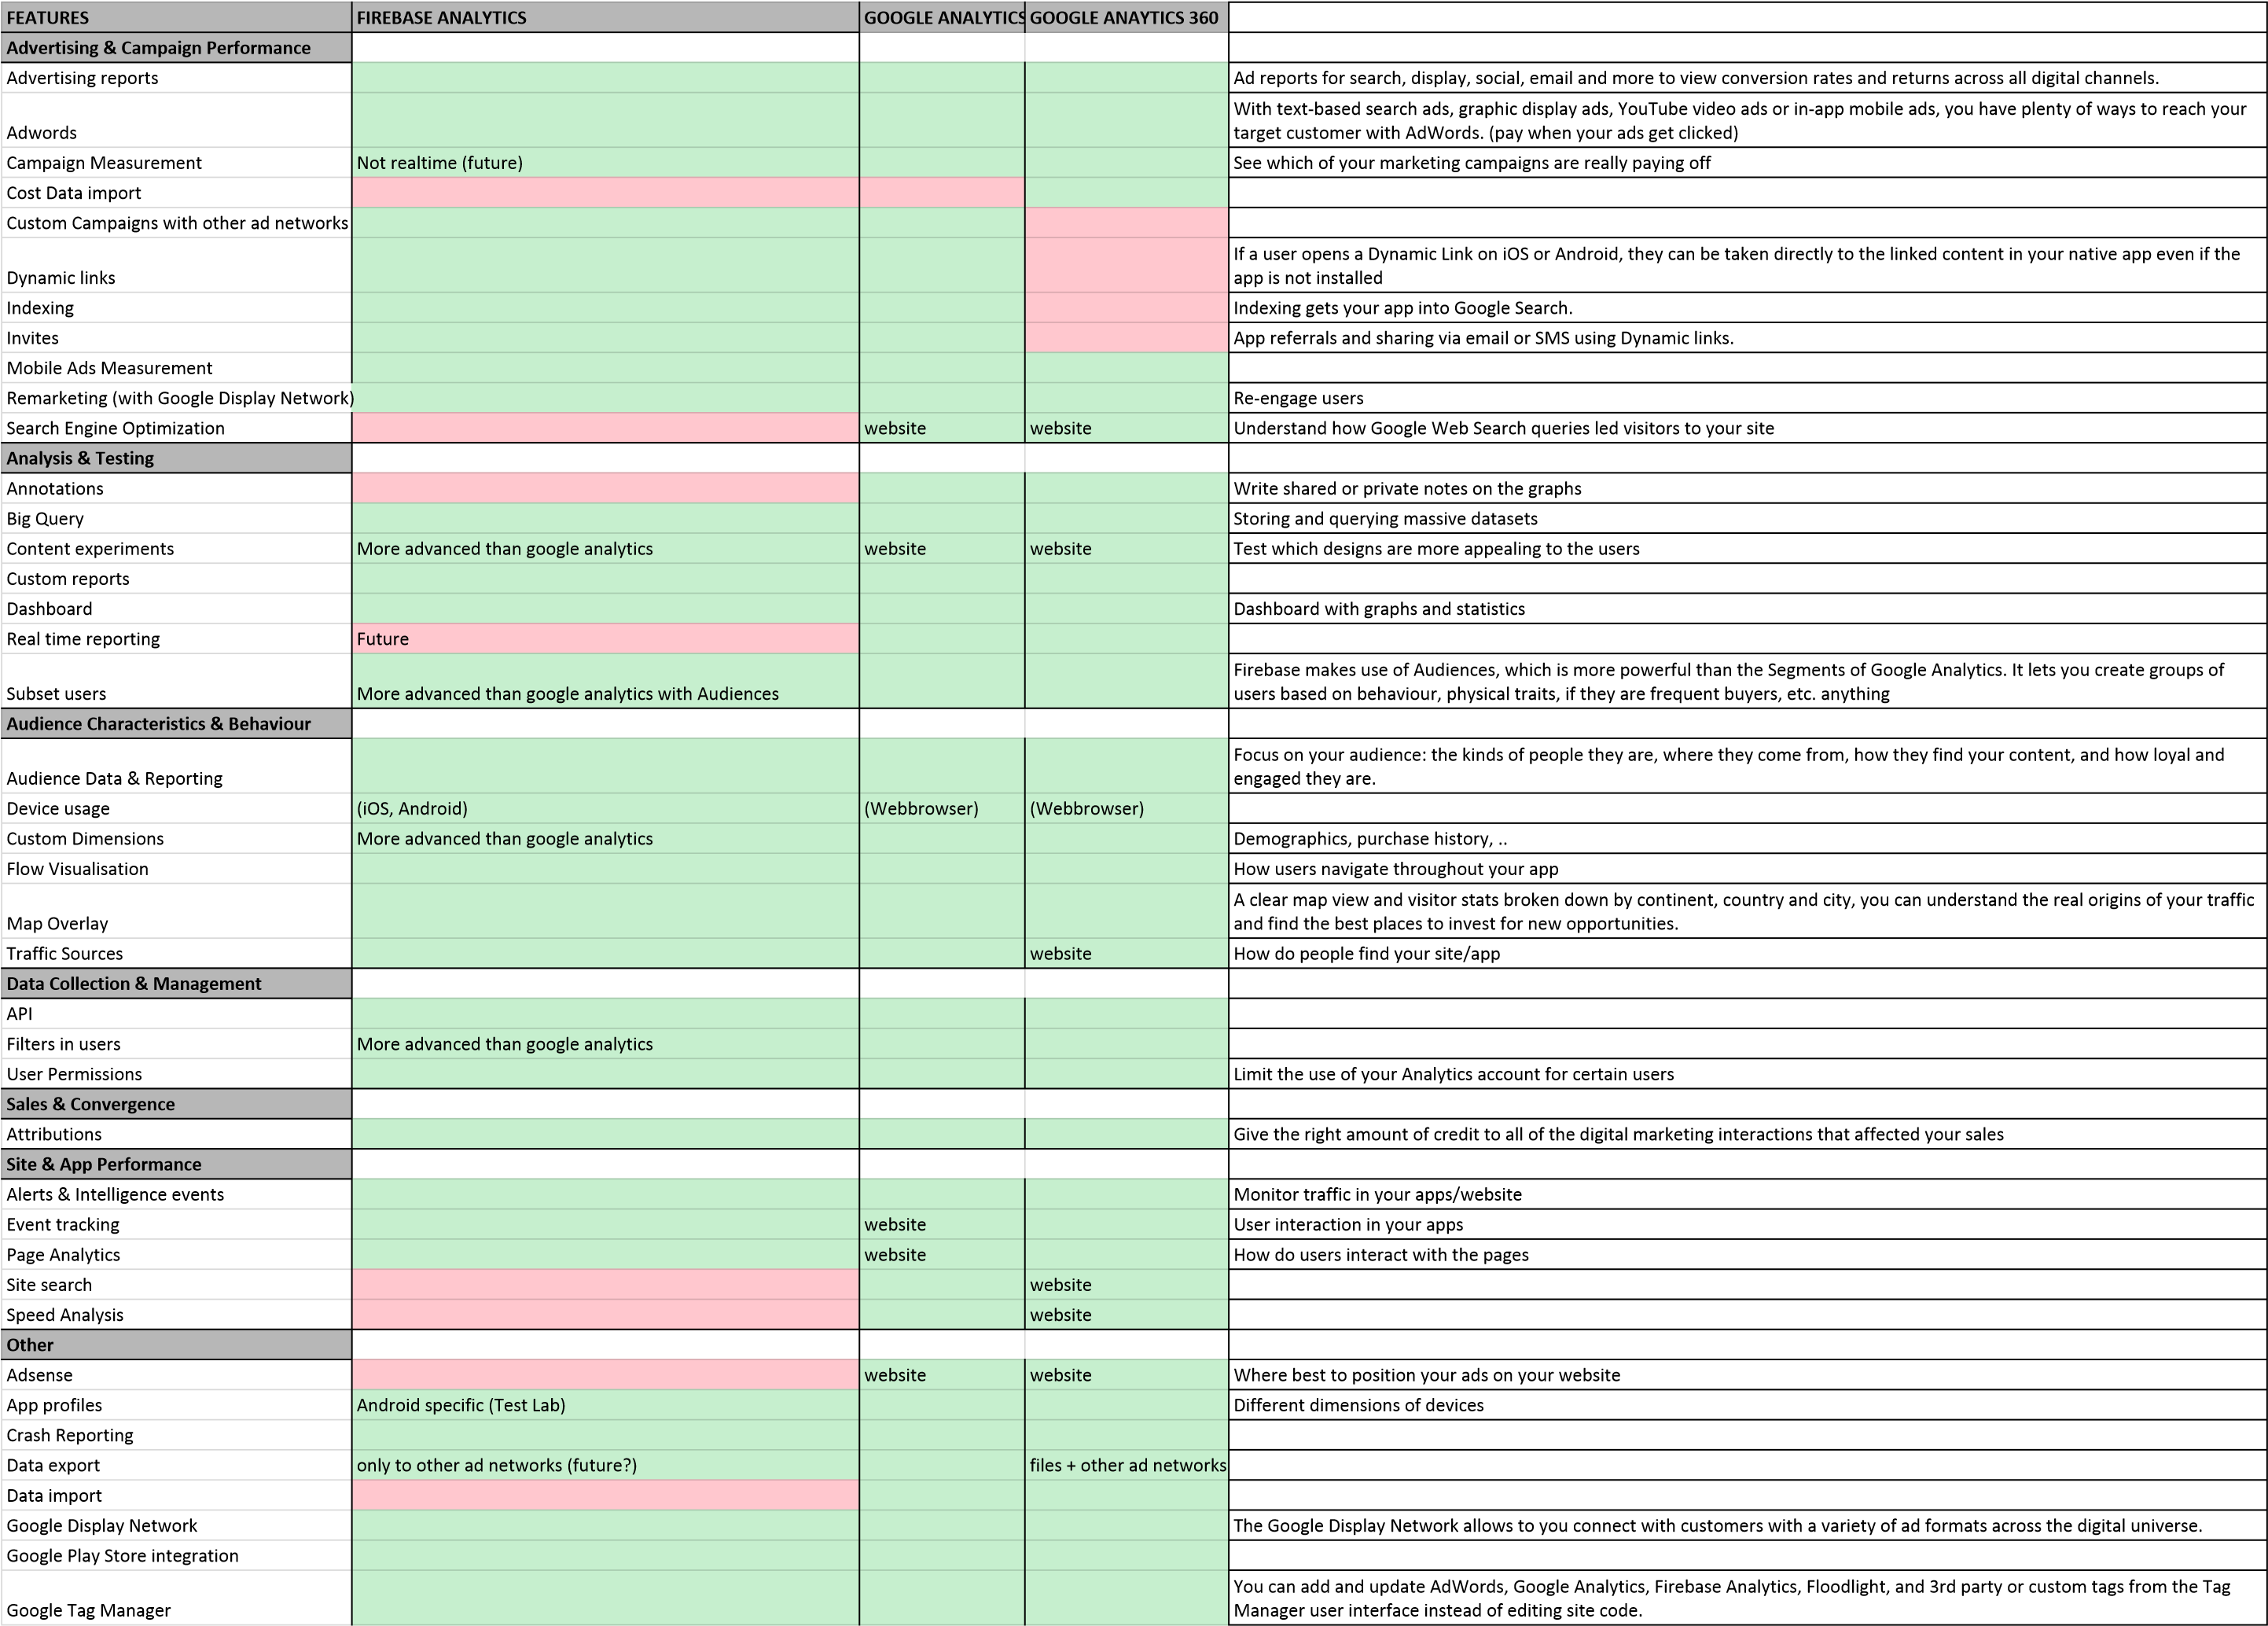 FEATURES FIREBASE ANALYTICS GOOGLE ANALYTICS GOOGLE ANAYTICS 360
Advertising & Campaign Performance
Advertising reports Ad reports for search, display, social, email and more to view conversion rates and returns across all digital channels.
With text-based search ads, graphic display ads, YouTube video ads or in-app mobile ads, you have plenty of ways to reach your
Adwords target customer with AdWords. (pay when your ads get clicked)
Campaign Measurement Not realtime (future) See which of your marketing campaigns are really paying off
Cost Data import
Custom Campaigns with other ad networks
If a user opens a Dynamic Link on iOS or Android, they can be taken directly to the linked content in your native app even if the
Dynamic links app is not installed
Indexing Indexing gets your app into Google Search.
Invites App referrals and sharing via email or SMS using Dynamic links.
Mobile Ads Measurement
Remarketing (with Google Display Network) Re-engage users
Search Engine Optimization website website Understand how Google Web Search queries led visitors to your site
Analysis & Testing
Annotations Write shared or private notes on the graphs
Big Query Storing and querying massive datasets
Content experiments More advanced than google analytics website website Test which designs are more appealing to the users
Custom reports
Dashboard Dashboard with graphs and statistics
Real time reporting Future
Firebase makes use of Audiences, which is more powerful than the Segments of Google Analytics. It lets you create groups of
Subset users More advanced than google analytics with Audiences users based on behaviour, physical traits, if they are frequent buyers, etc. anything
Audience Characteristics & Behaviour
Focus on your audience: the kinds of people they are, where they come from, how they find your content, and how loyal and
Audience Data & Reporting engaged they are.
Device usage (iOS, Android) (Webbrowser) (Webbrowser)
Custom Dimensions More advanced than google analytics Demographics, purchase history, ..
Flow Visualisation How users navigate throughout your app
A clear map view and visitor stats broken down by continent, country and city, you can understand the real origins of your traffic
Map Overlay and find the best places to invest for new opportunities.
Traffic Sources website How do people find your site/app
Data Collection & Management
API
Filters in users More advanced than google analytics
User Permissions Limit the use of your Analytics account for certain users
Sales & Convergence
Attributions Give the right amount of credit to all of the digital marketing interactions that affected your sales
Site & App Performance
Alerts & Intelligence events Monitor traffic in your apps/website
Event tracking website User interaction in your apps
Page Analytics website How do users interact with the pages
Site search website
Speed Analysis website
Other
Adsense website website Where best to position your ads on your website
App profiles Android specific (Test Lab) Different dimensions of devices
Crash Reporting
Data export only to other ad networks (future?) files + other ad networks
Data import
Google Display Network The Google Display Network allows to you connect with customers with a variety of ad formats across the digital universe.
Google Play Store integration
You can add and update AdWords, Google Analytics, Firebase Analytics, Floodlight, and 3rd party or custom tags from the Tag
Google Tag Manager Manager user interface instead of editing site code.